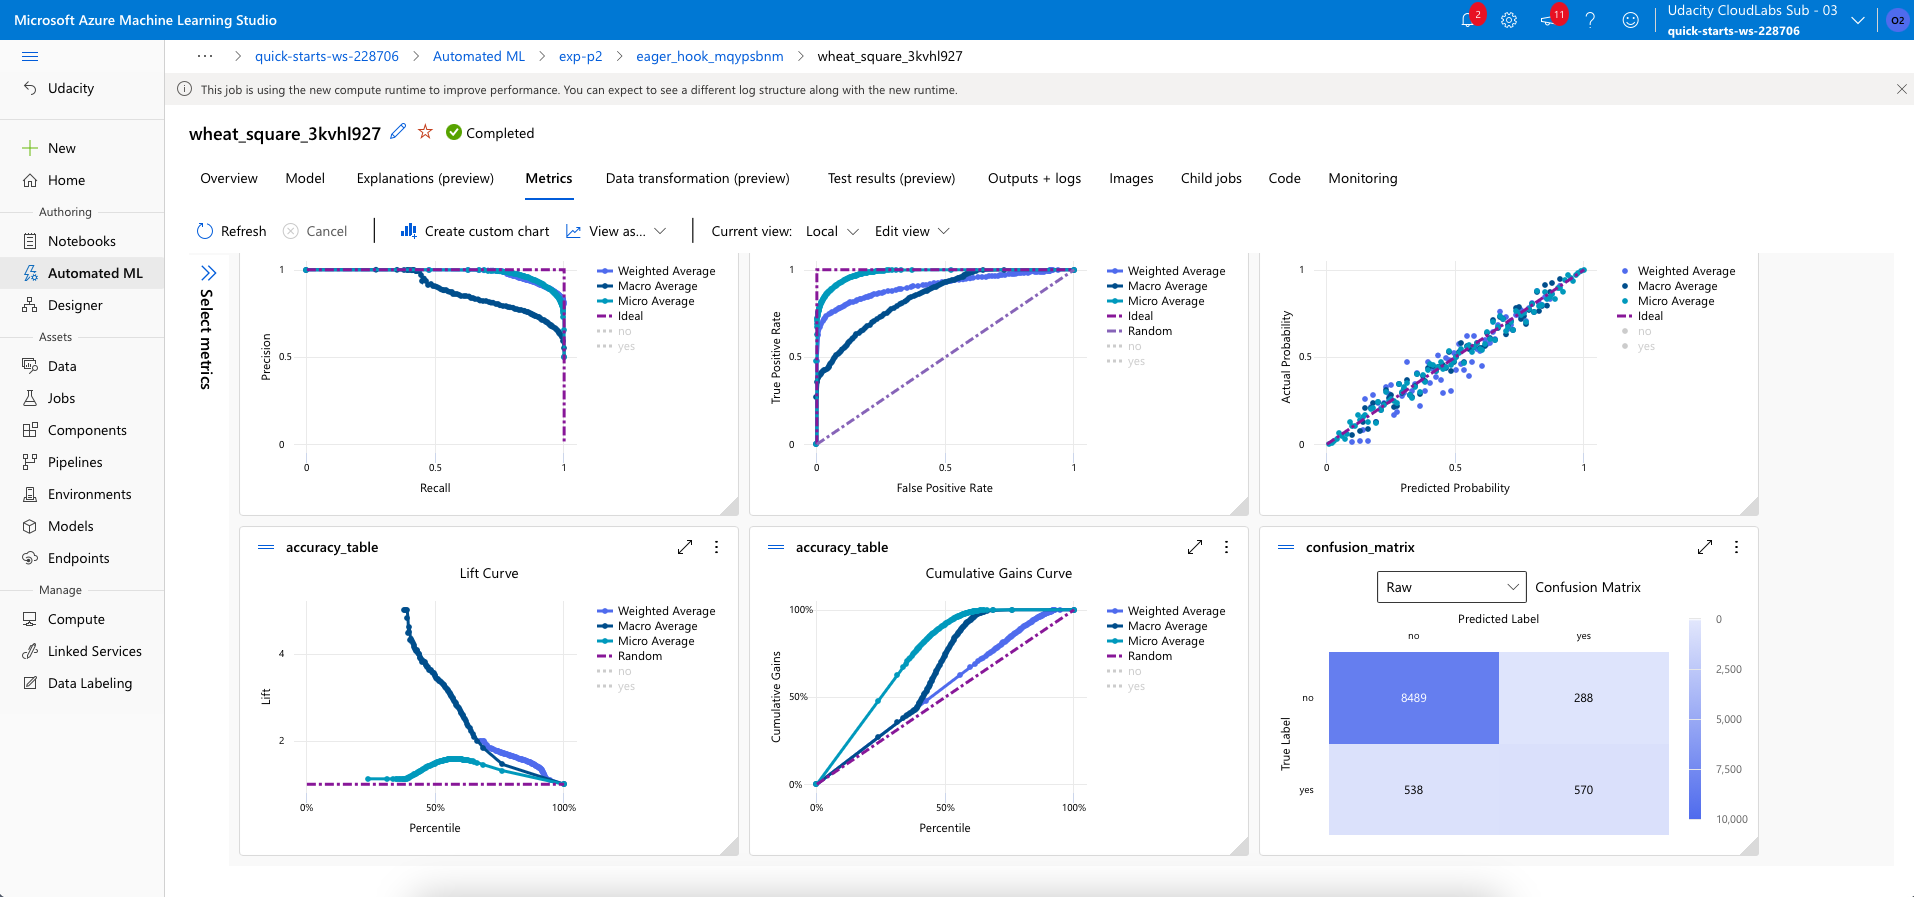 Microsoft Azure Machine Learning Studio
2
11
?
Udacity CloudLabs Sub - 03
quick-starts-ws-228706
O2
··· > quick-starts-ws-228706 > Automated ML > exp-p2 > eager_hook_mqypsbnm > wheat_square_3kvhl927
This job is using the new compute runtime to improve performance. You can expect to see a different log structure along with the new runtime.
Udacity
New
Home
Authoring
Notebooks
Automated ML
Designer
Assets
Data
Jobs
Components
Pipelines
Environments
Models
Endpoints
Manage
Compute
Linked Services
Data Labeling
wheat_square_3kvhl927 Completed
Overview Model Explanations (preview) Metrics Data transformation (preview) Test results (preview) Outputs + logs Images Child jobs Code Monitoring
Refresh Cancel Create custom chart View as... Current view: Local Edit view
Select metrics
Precision
1
0.5
0
0 0.5 1
Recall
Weighted Average
Macro Average
Micro Average
Ideal
no
yes
True Positive Rate
1
0.5
0
0 0.5 1
False Positive Rate
Weighted Average
Macro Average
Micro Average
Ideal
Random
no
yes
Actual Probability
1
0.5
0
0 0.5 1
Predicted Probability
Weighted Average
Macro Average
Micro Average
Ideal
no
yes
accuracy_table
Lift Curve
Lift
4
2
0% 50% 100%
Percentile
Weighted Average
Macro Average
Micro Average
Random
no
yes
accuracy_table
Cumulative Gains Curve
Cumulative Gains
100%
50%
0%
0% 50% 100%
Percentile
Weighted Average
Macro Average
Micro Average
Random
no
yes
confusion_matrix
Raw Confusion Matrix
Predicted Label
no yes
True Label
no 8489 288
yes 538 570
0
2,500
5,000
7,500
10,000